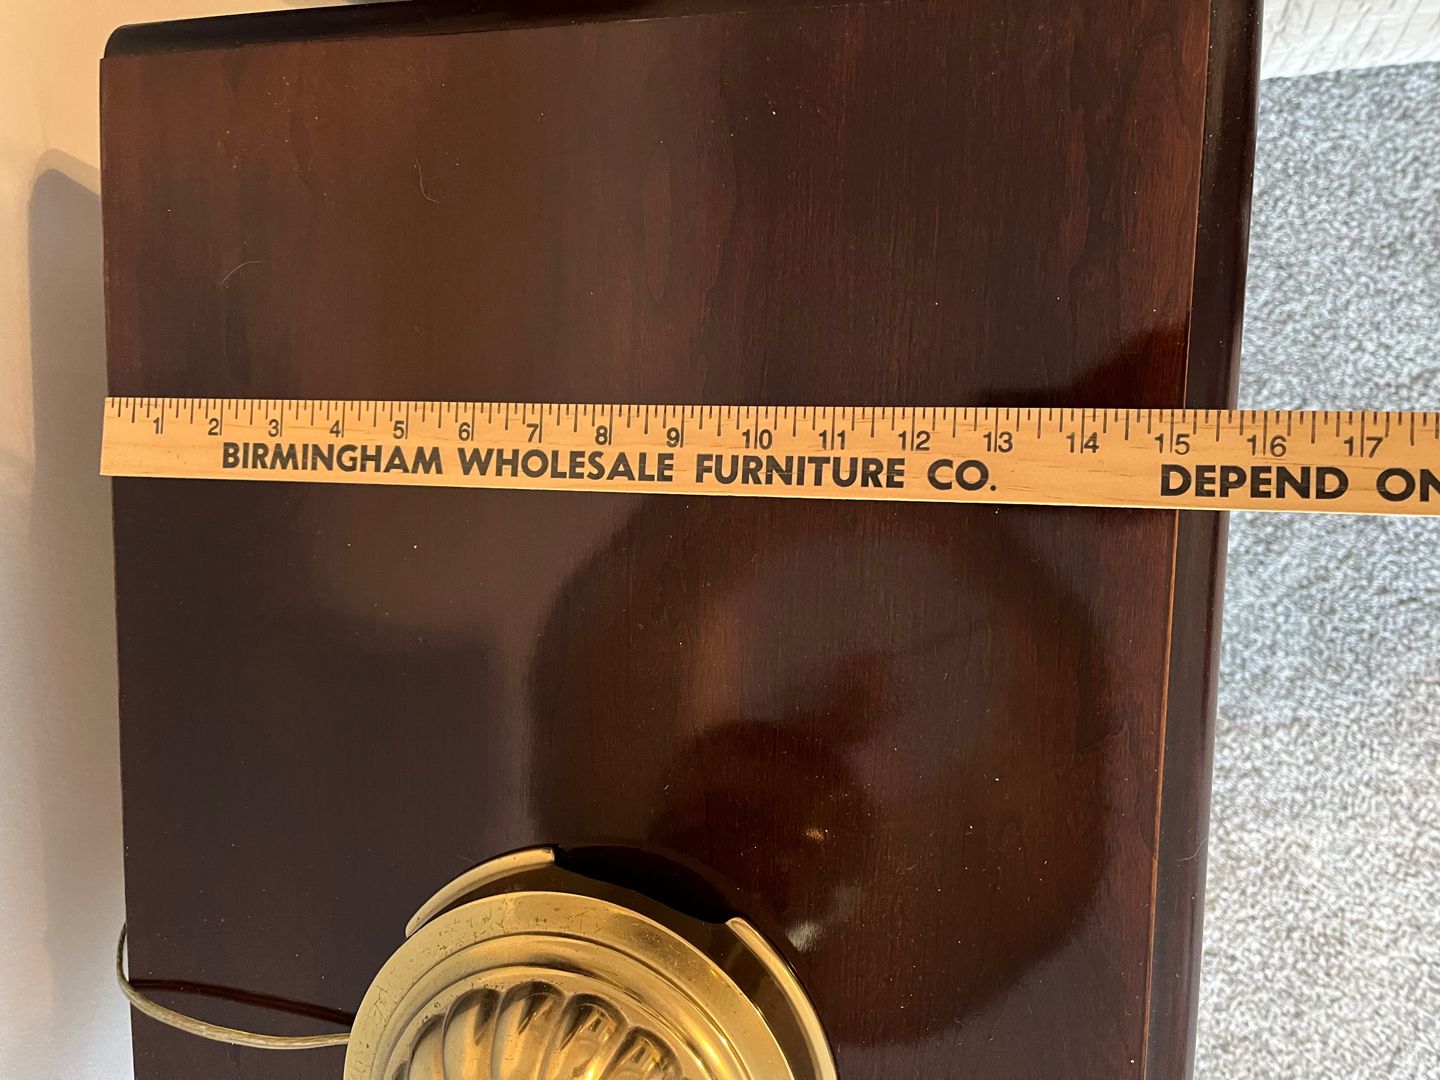 1 2 3 4 5 6 7 8 9 10 11 12 13 14 15 16 17
BIRMINGHAM WHOLESALE FURNITURE CO. DEPEND ON